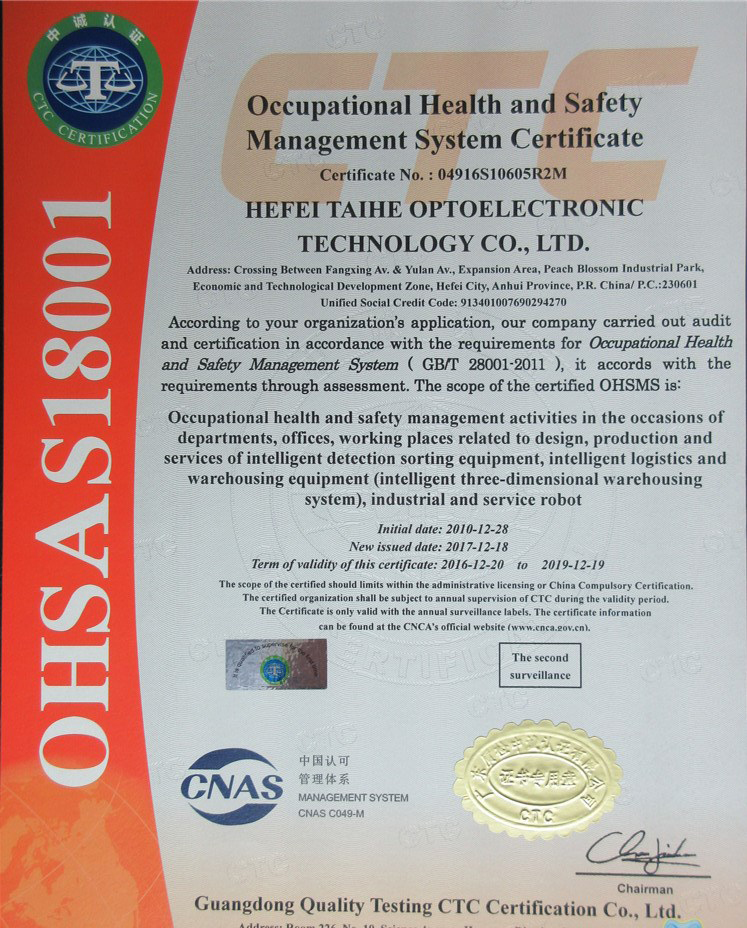 中诚认证
CTC CERTIFICATION
OHSAS18001
CTC
Occupational Health and Safety
Management System Certificate
Certificate No. : 04916S10605R2M
HEFEI TAIHE OPTOELECTRONIC
TECHNOLOGY CO., LTD.
Address: Crossing Between Fangxing Av. & Yulan Av., Expansion Area, Peach Blossom Industrial Park,
Economic and Technological Development Zone, Hefei City, Anhui Province, P.R. China/ P.C.:230601
Unified Social Credit Code: 913401007690294270
According to your organization's application, our company carried out audit
and certification in accordance with the requirements for Occupational Health
and Safety Management System ( GB/T 28001-2011 ), it accords with the
requirements through assessment. The scope of the certified OHSMS is:
Occupational health and safety management activities in the occasions of
departments, offices, working places related to design, production and
services of intelligent detection sorting equipment, intelligent logistics and
warehousing equipment (intelligent three-dimensional warehousing
system), industrial and service robot
Initial date: 2010-12-28
New issued date: 2017-12-18
Term of validity of this certificate: 2016-12-20 to 2019-12-19
The scope of the certified should limits within the administrative licensing or China Compulsory Certification.
The certified organization shall be subject to annual supervision of CTC during the validity period.
The Certificate is only valid with the annual surveillance labels. The certificate information
can be found at the CNCA's official website (www.cnca.gov.cn).
The second
surveillance
CNAS
中国认可
管理体系
MANAGEMENT SYSTEM
CNAS C049-M
证书专用章
CTC
Chairman
Guangdong Quality Testing CTC Certification Co., Ltd.